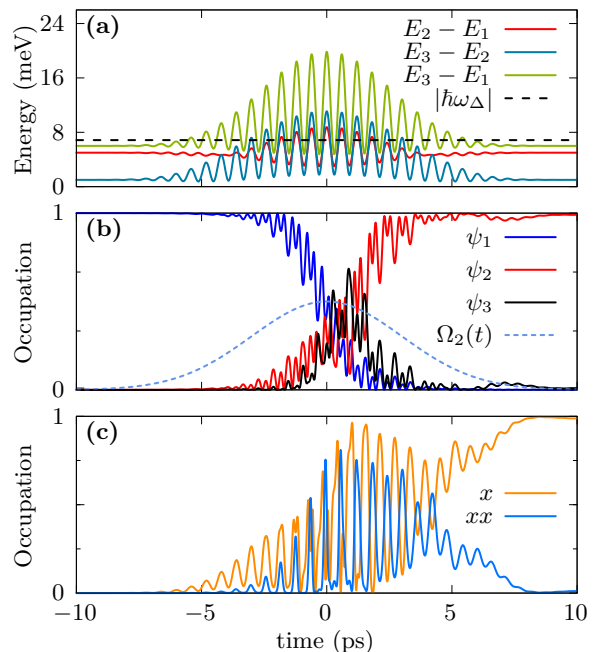 (a)
E₂ − E₁
E₃ − E₂
E₃ − E₁
|ħω_Δ|
Energy (meV)
24
16
8
0
(b)
ψ₁
ψ₂
ψ₃
Ω₂(t)
Occupation
1
0
(c)
x
xx
Occupation
1
0
−10
−5
0
5
10
time (ps)